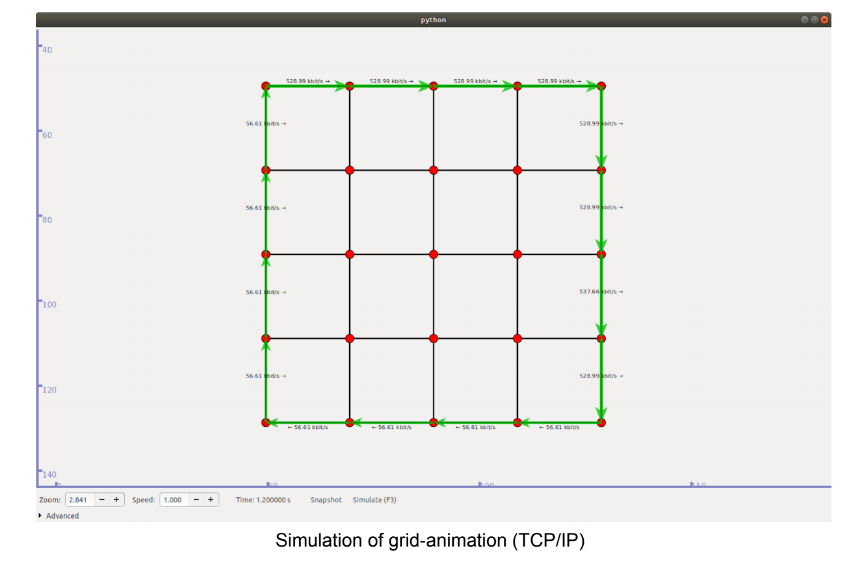 python
40
528.99 kbit/s → 528.99 kbit/s → 528.99 kbit/s → 528.99 kbit/s →
56.61 kbit/s → 528.99 kbit/s →
60
56.61 kbit/s → 528.99 kbit/s →
80
56.61 kbit/s → 537.66 kbit/s →
100
56.61 kbit/s → 528.99 kbit/s →
120
← 56.61 kbit/s ← 56.61 kbit/s ← 56.61 kbit/s ← 56.61 kbit/s
140
Zoom: 2.841 − + Speed: 1.000 − + Time: 1.200000 s Snapshot Simulate (F3)
Advanced
Simulation of grid-animation (TCP/IP)